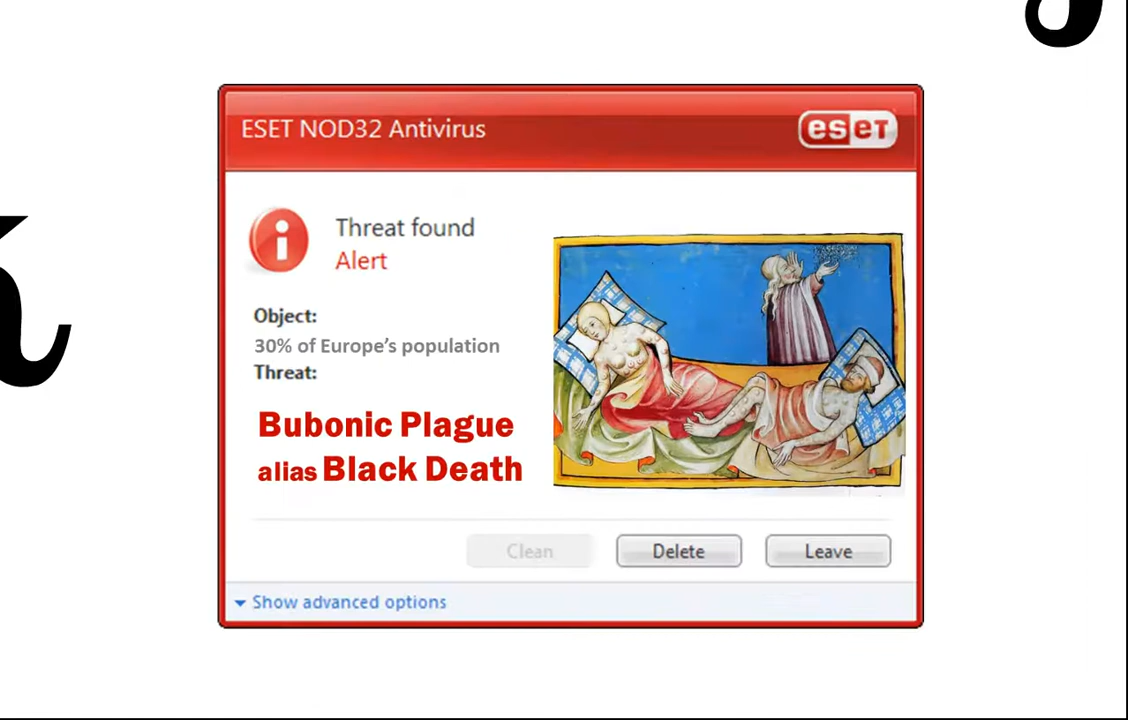 ESET NOD32 Antivirus
eset
Threat found
Alert
Object:
30% of Europe’s population
Threat:
Bubonic Plague
alias Black Death
Clean
Delete
Leave
Show advanced options